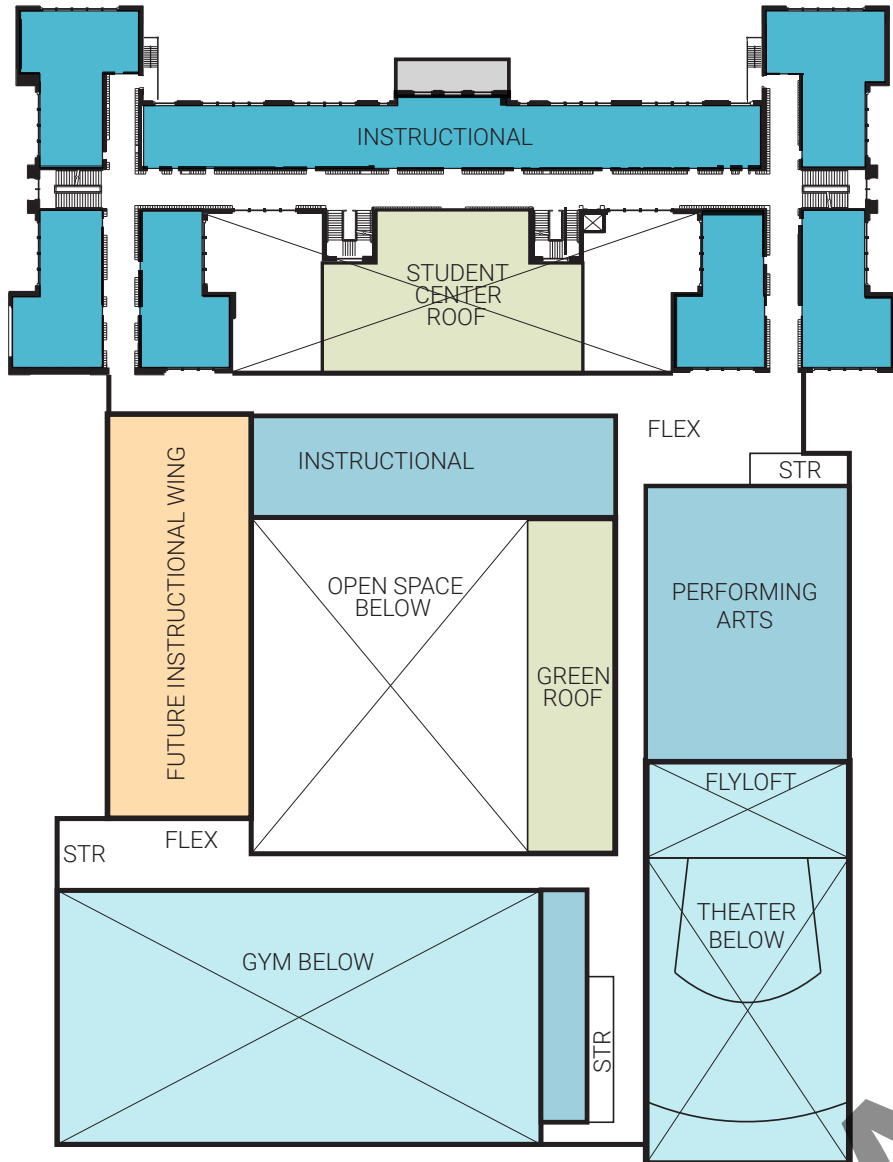 INSTRUCTIONAL
STUDENT
CENTER
ROOF
FLEX
INSTRUCTIONAL
STR
FUTURE INSTRUCTIONAL WING
OPEN SPACE
BELOW
PERFORMING
ARTS
GREEN
ROOF
FLYLOFT
FLEX
STR
THEATER
BELOW
GYM BELOW
STR